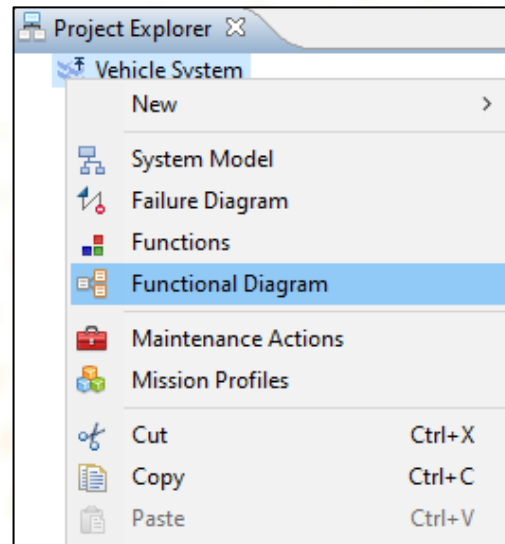 Project Explorer
Vehicle System
New
System Model
Failure Diagram
Functions
Functional Diagram
Maintenance Actions
Mission Profiles
Cut Ctrl+X
Copy Ctrl+C
Paste Ctrl+V